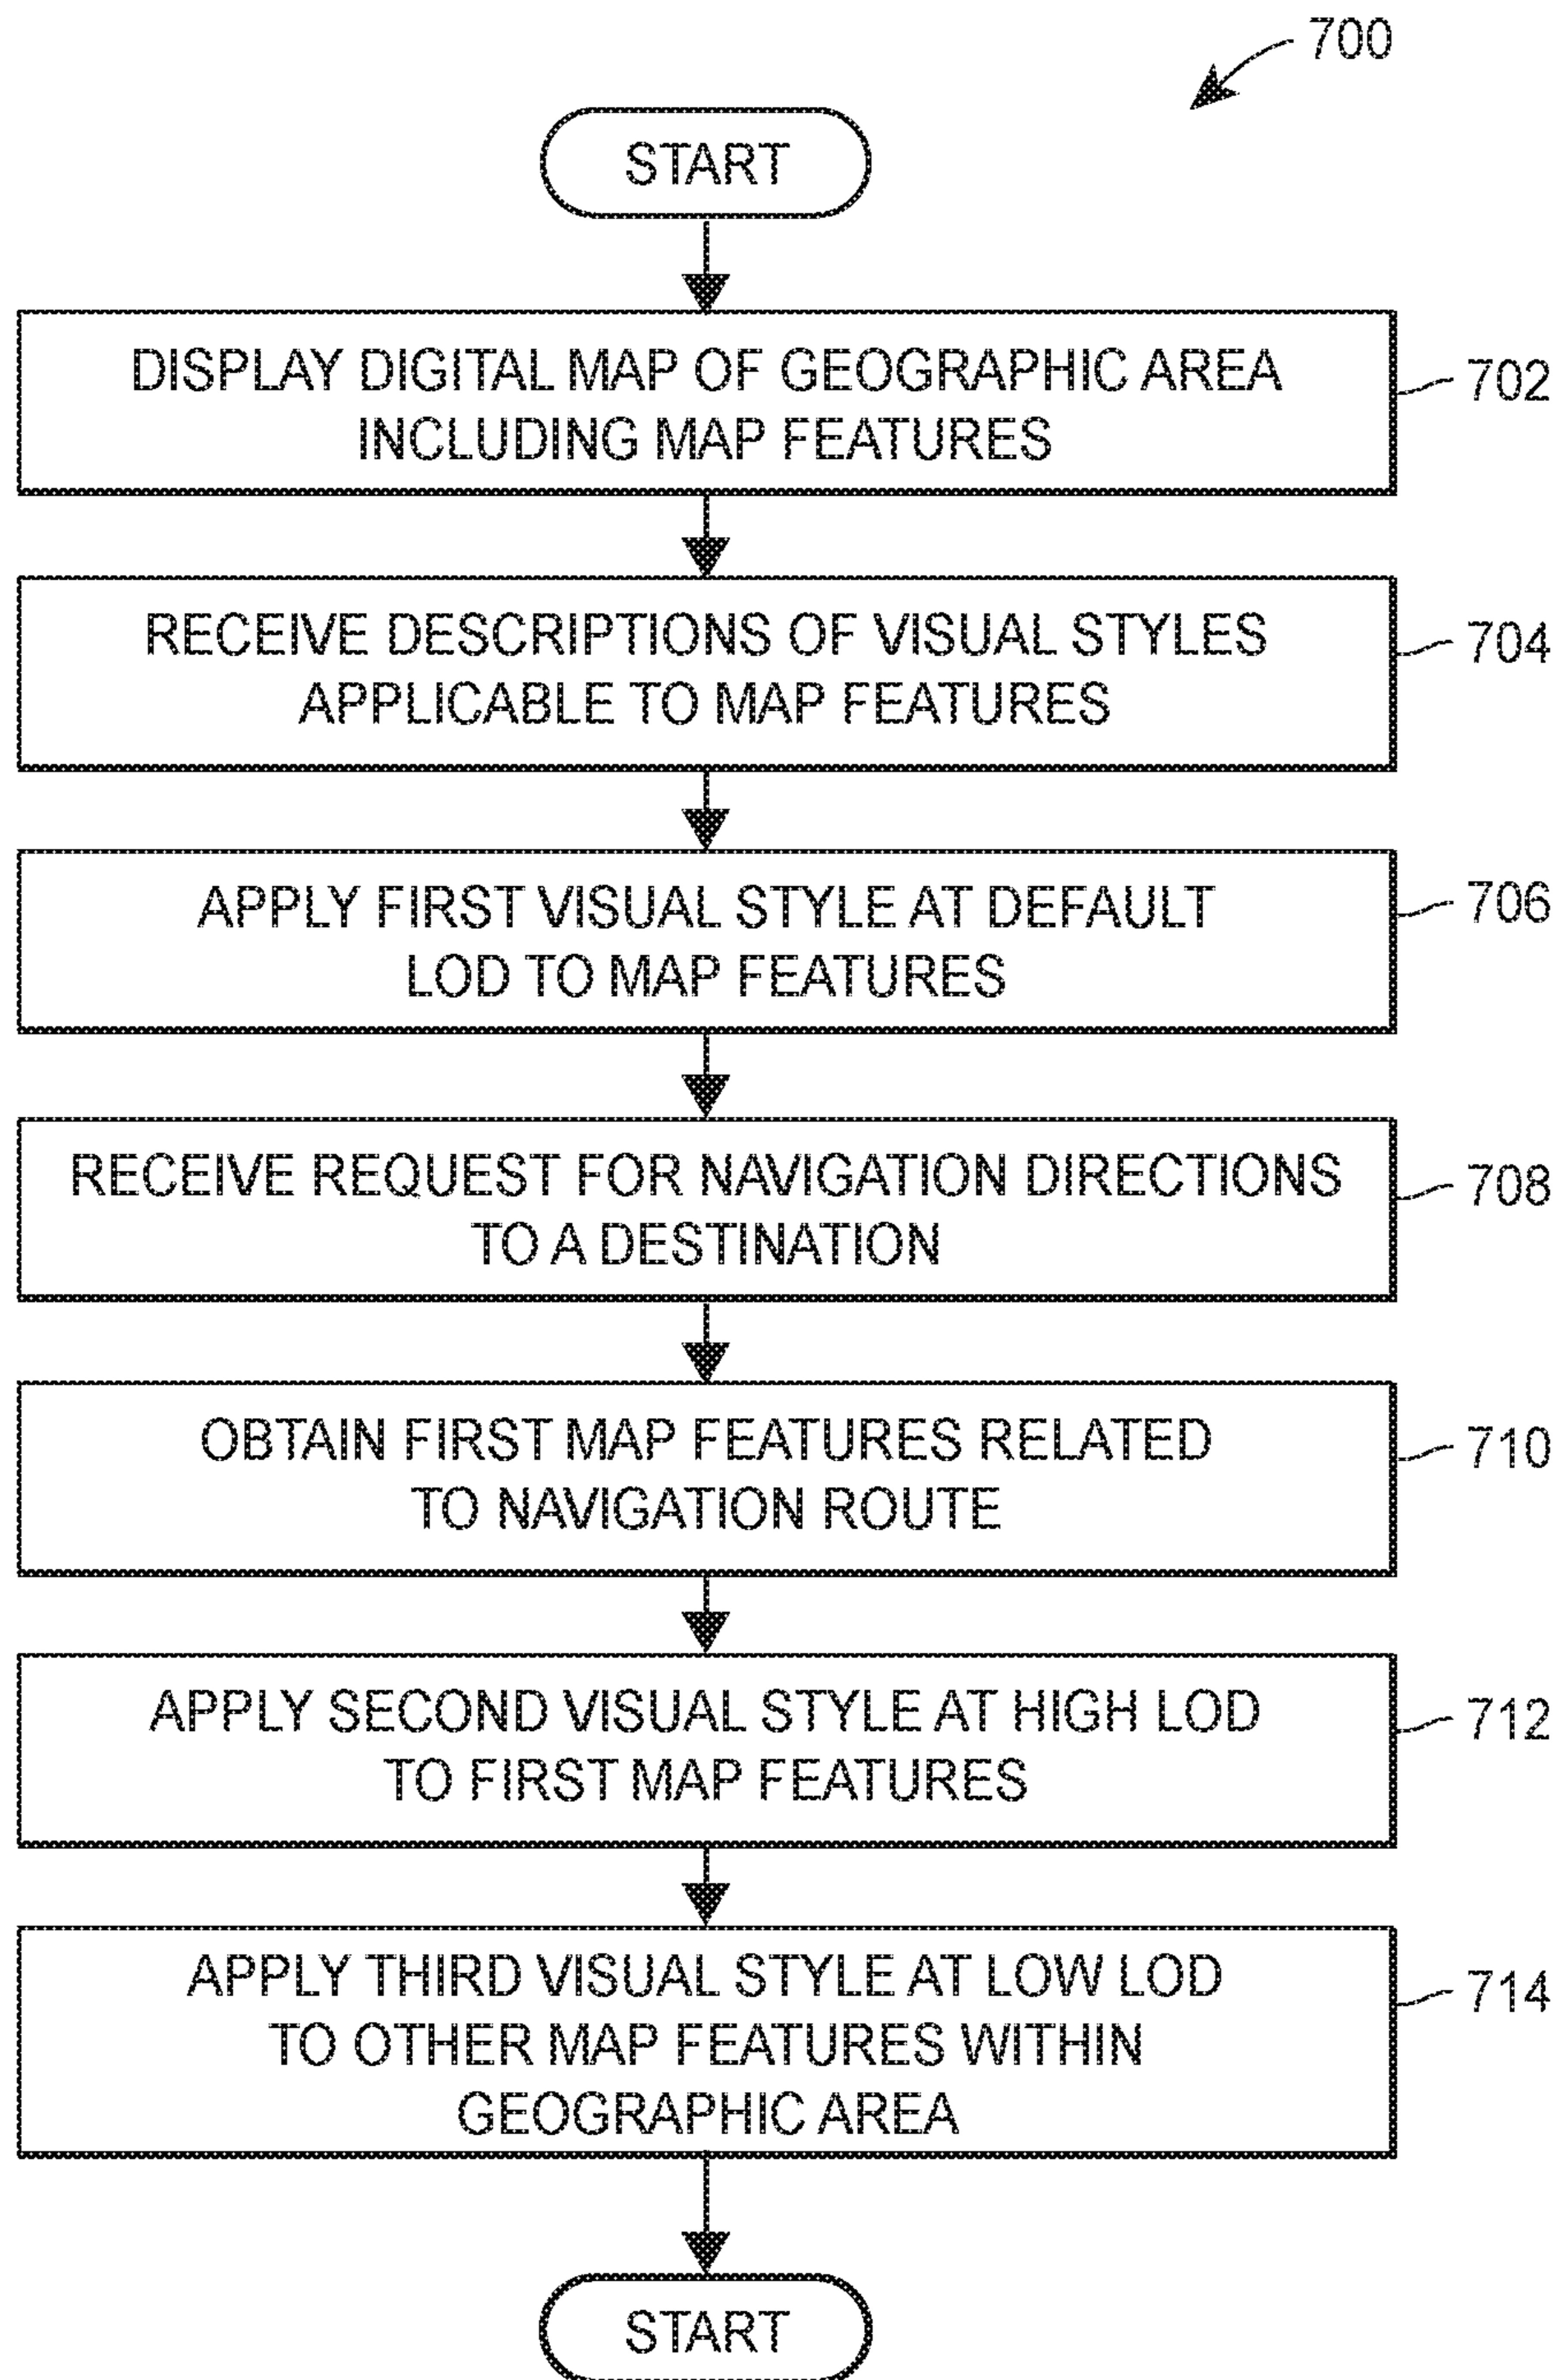 700
START
DISPLAY DIGITAL MAP OF GEOGRAPHIC AREA
INCLUDING MAP FEATURES
702
RECEIVE DESCRIPTIONS OF VISUAL STYLES
APPLICABLE TO MAP FEATURES
704
APPLY FIRST VISUAL STYLE AT DEFAULT
LOD TO MAP FEATURES
706
RECEIVE REQUEST FOR NAVIGATION DIRECTIONS
TO A DESTINATION
708
OBTAIN FIRST MAP FEATURES RELATED
TO NAVIGATION ROUTE
710
APPLY SECOND VISUAL STYLE AT HIGH LOD
TO FIRST MAP FEATURES
712
APPLY THIRD VISUAL STYLE AT LOW LOD
TO OTHER MAP FEATURES WITHIN
GEOGRAPHIC AREA
714
START